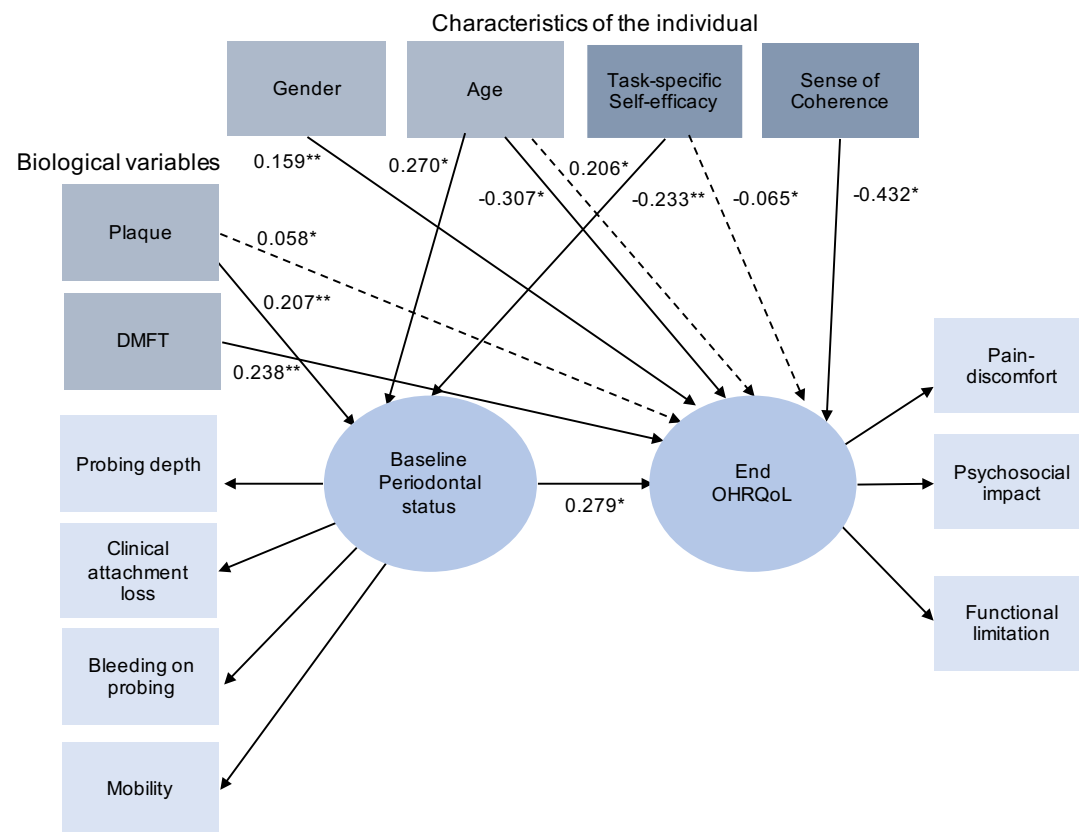 Characteristics of the individual
Gender
Age
Task-specific
Self-efficacy
Sense of
Coherence
Biological variables
0.159**
0.270*
0.206*
-0.307*
-0.233**
-0.065*
-0.432*
Plaque
0.058*
0.207**
DMFT
0.238**
Pain-
discomfort
Probing depth
Baseline
Periodontal
status
0.279*
End
OHRQoL
Psychosocial
impact
Clinical
attachment
loss
Functional
limitation
Bleeding on
probing
Mobility